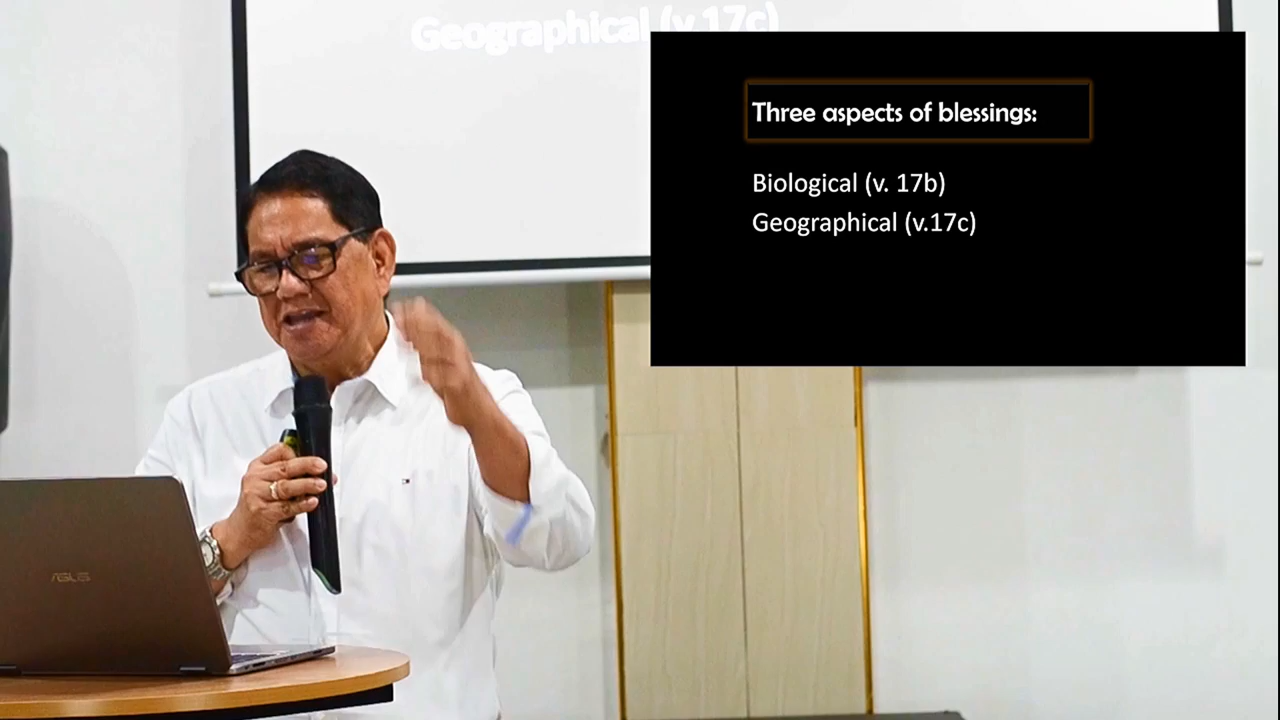 Geographical (v.17c)
Three aspects of blessings:
Biological (v. 17b)
Geographical (v.17c)
ASUS